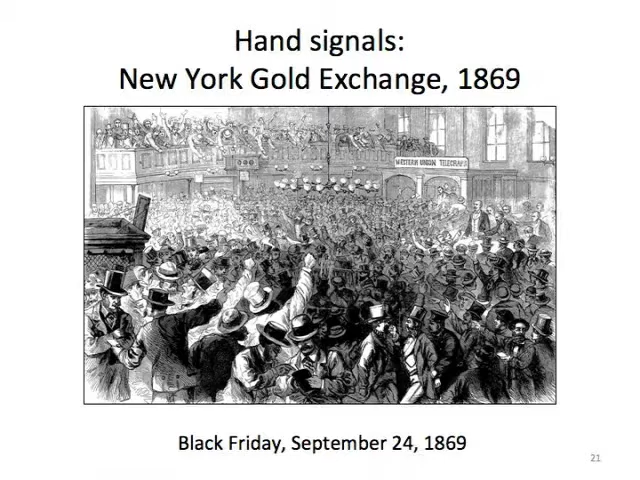 Hand signals:
New York Gold Exchange, 1869
WESTERN UNION TELEGRAPH
Black Friday, September 24, 1869
21